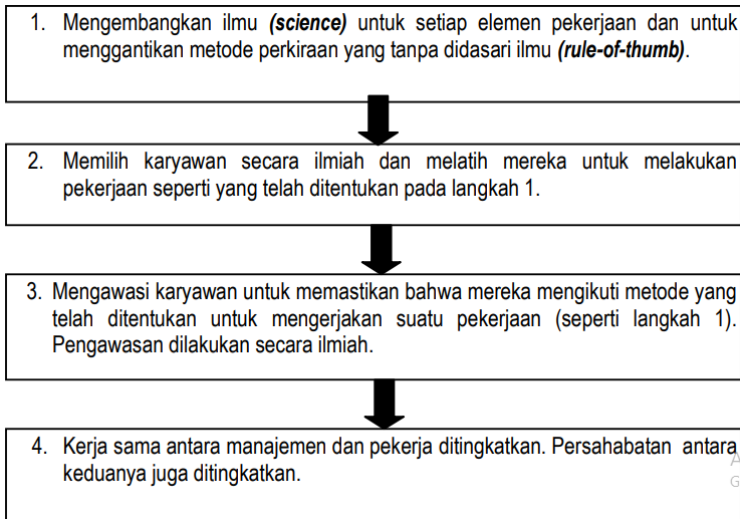 1. Mengembangkan ilmu (science) untuk setiap elemen pekerjaan dan untuk
menggantikan metode perkiraan yang tanpa didasari ilmu (rule-of-thumb).
2. Memilih karyawan secara ilmiah dan melatih mereka untuk melakukan
pekerjaan seperti yang telah ditentukan pada langkah 1.
3. Mengawasi karyawan untuk memastikan bahwa mereka mengikuti metode yang
telah ditentukan untuk mengerjakan suatu pekerjaan (seperti langkah 1).
Pengawasan dilakukan secara ilmiah.
4. Kerja sama antara manajemen dan pekerja ditingkatkan. Persahabatan antara
keduanya juga ditingkatkan.